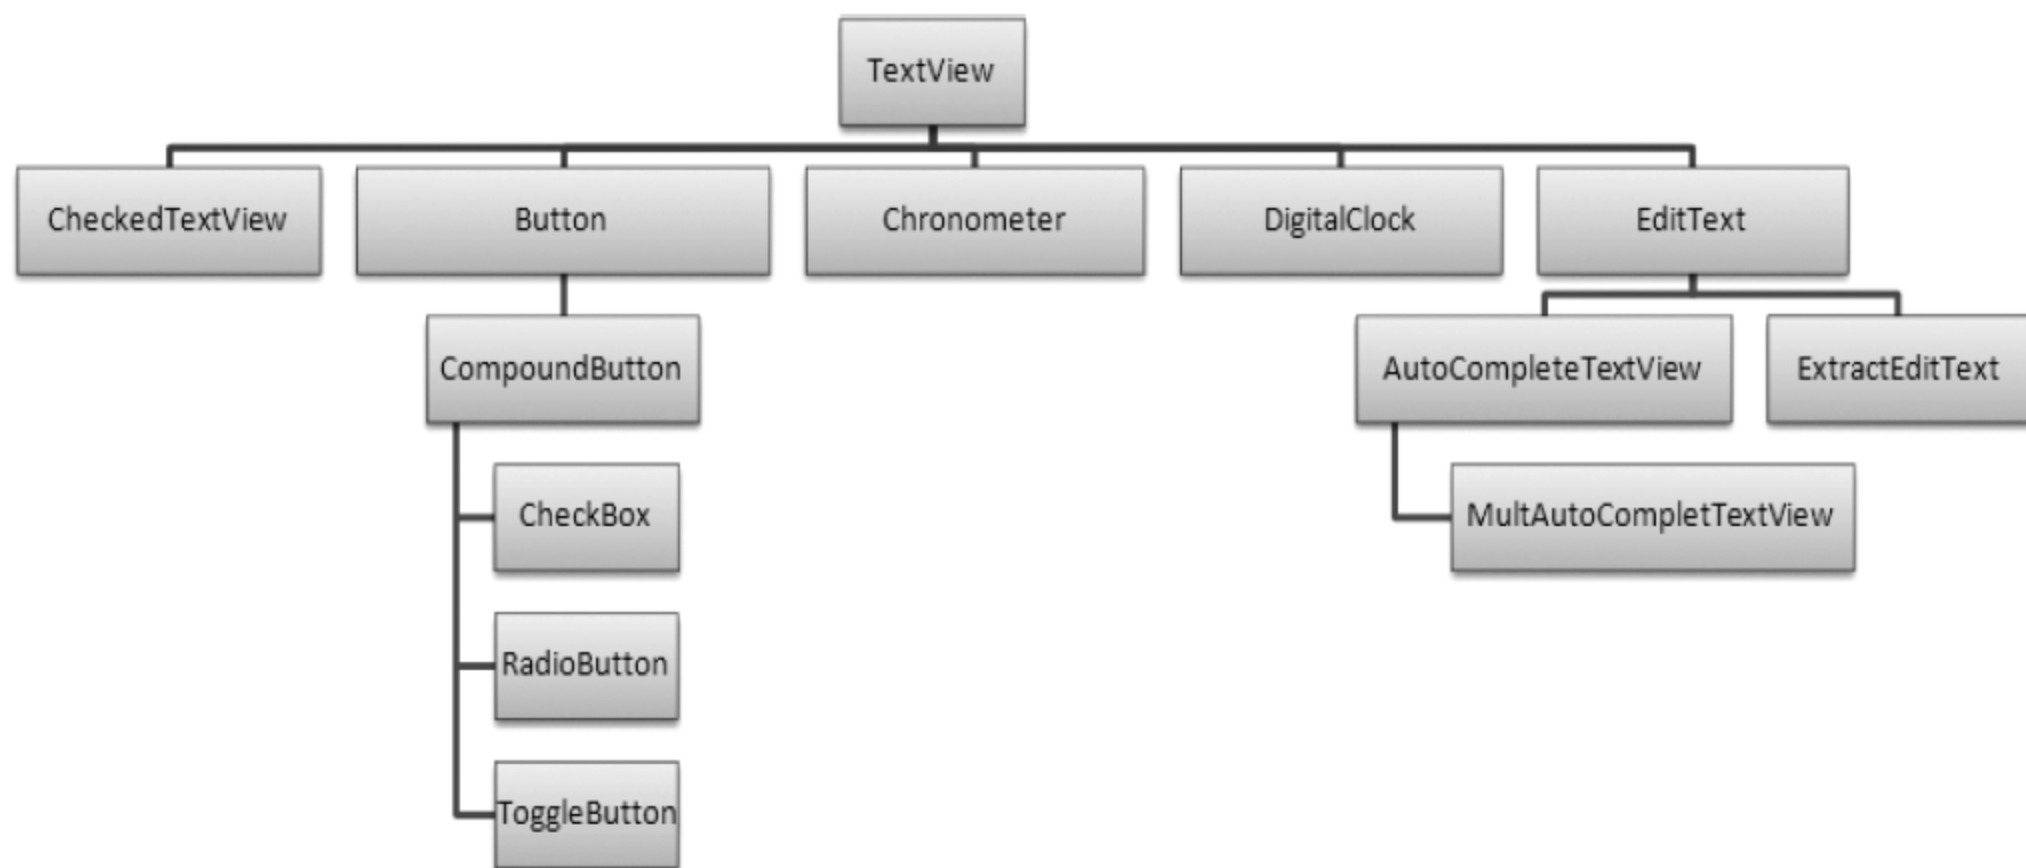 TextView
CheckedTextView
Button
Chronometer
DigitalClock
EditText
CompoundButton
AutoCompleteTextView
ExtractEditText
CheckBox
MultAutoCompletTextView
RadioButton
ToggleButton